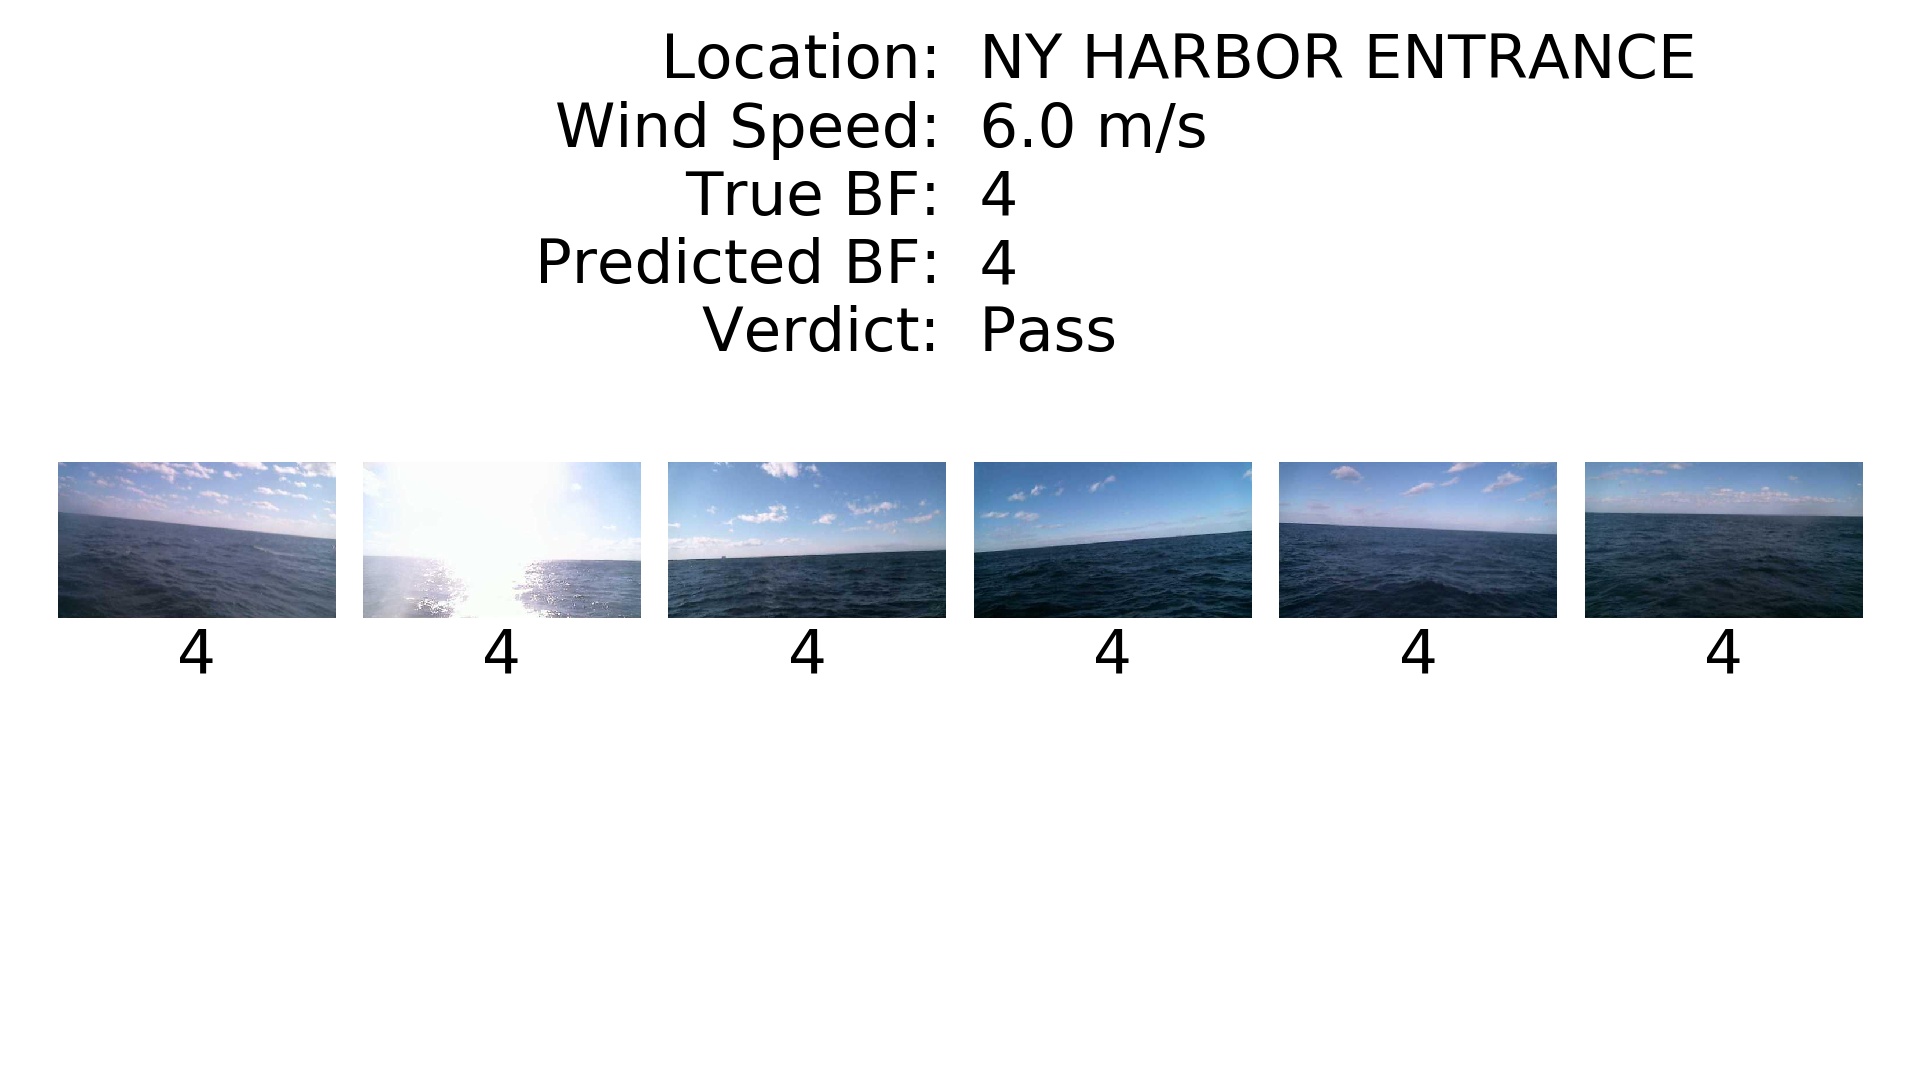 Location: NY HARBOR ENTRANCE
Wind Speed: 6.0 m/s
True BF: 4
Predicted BF: 4
Verdict: Pass
4 4 4 4 4 4